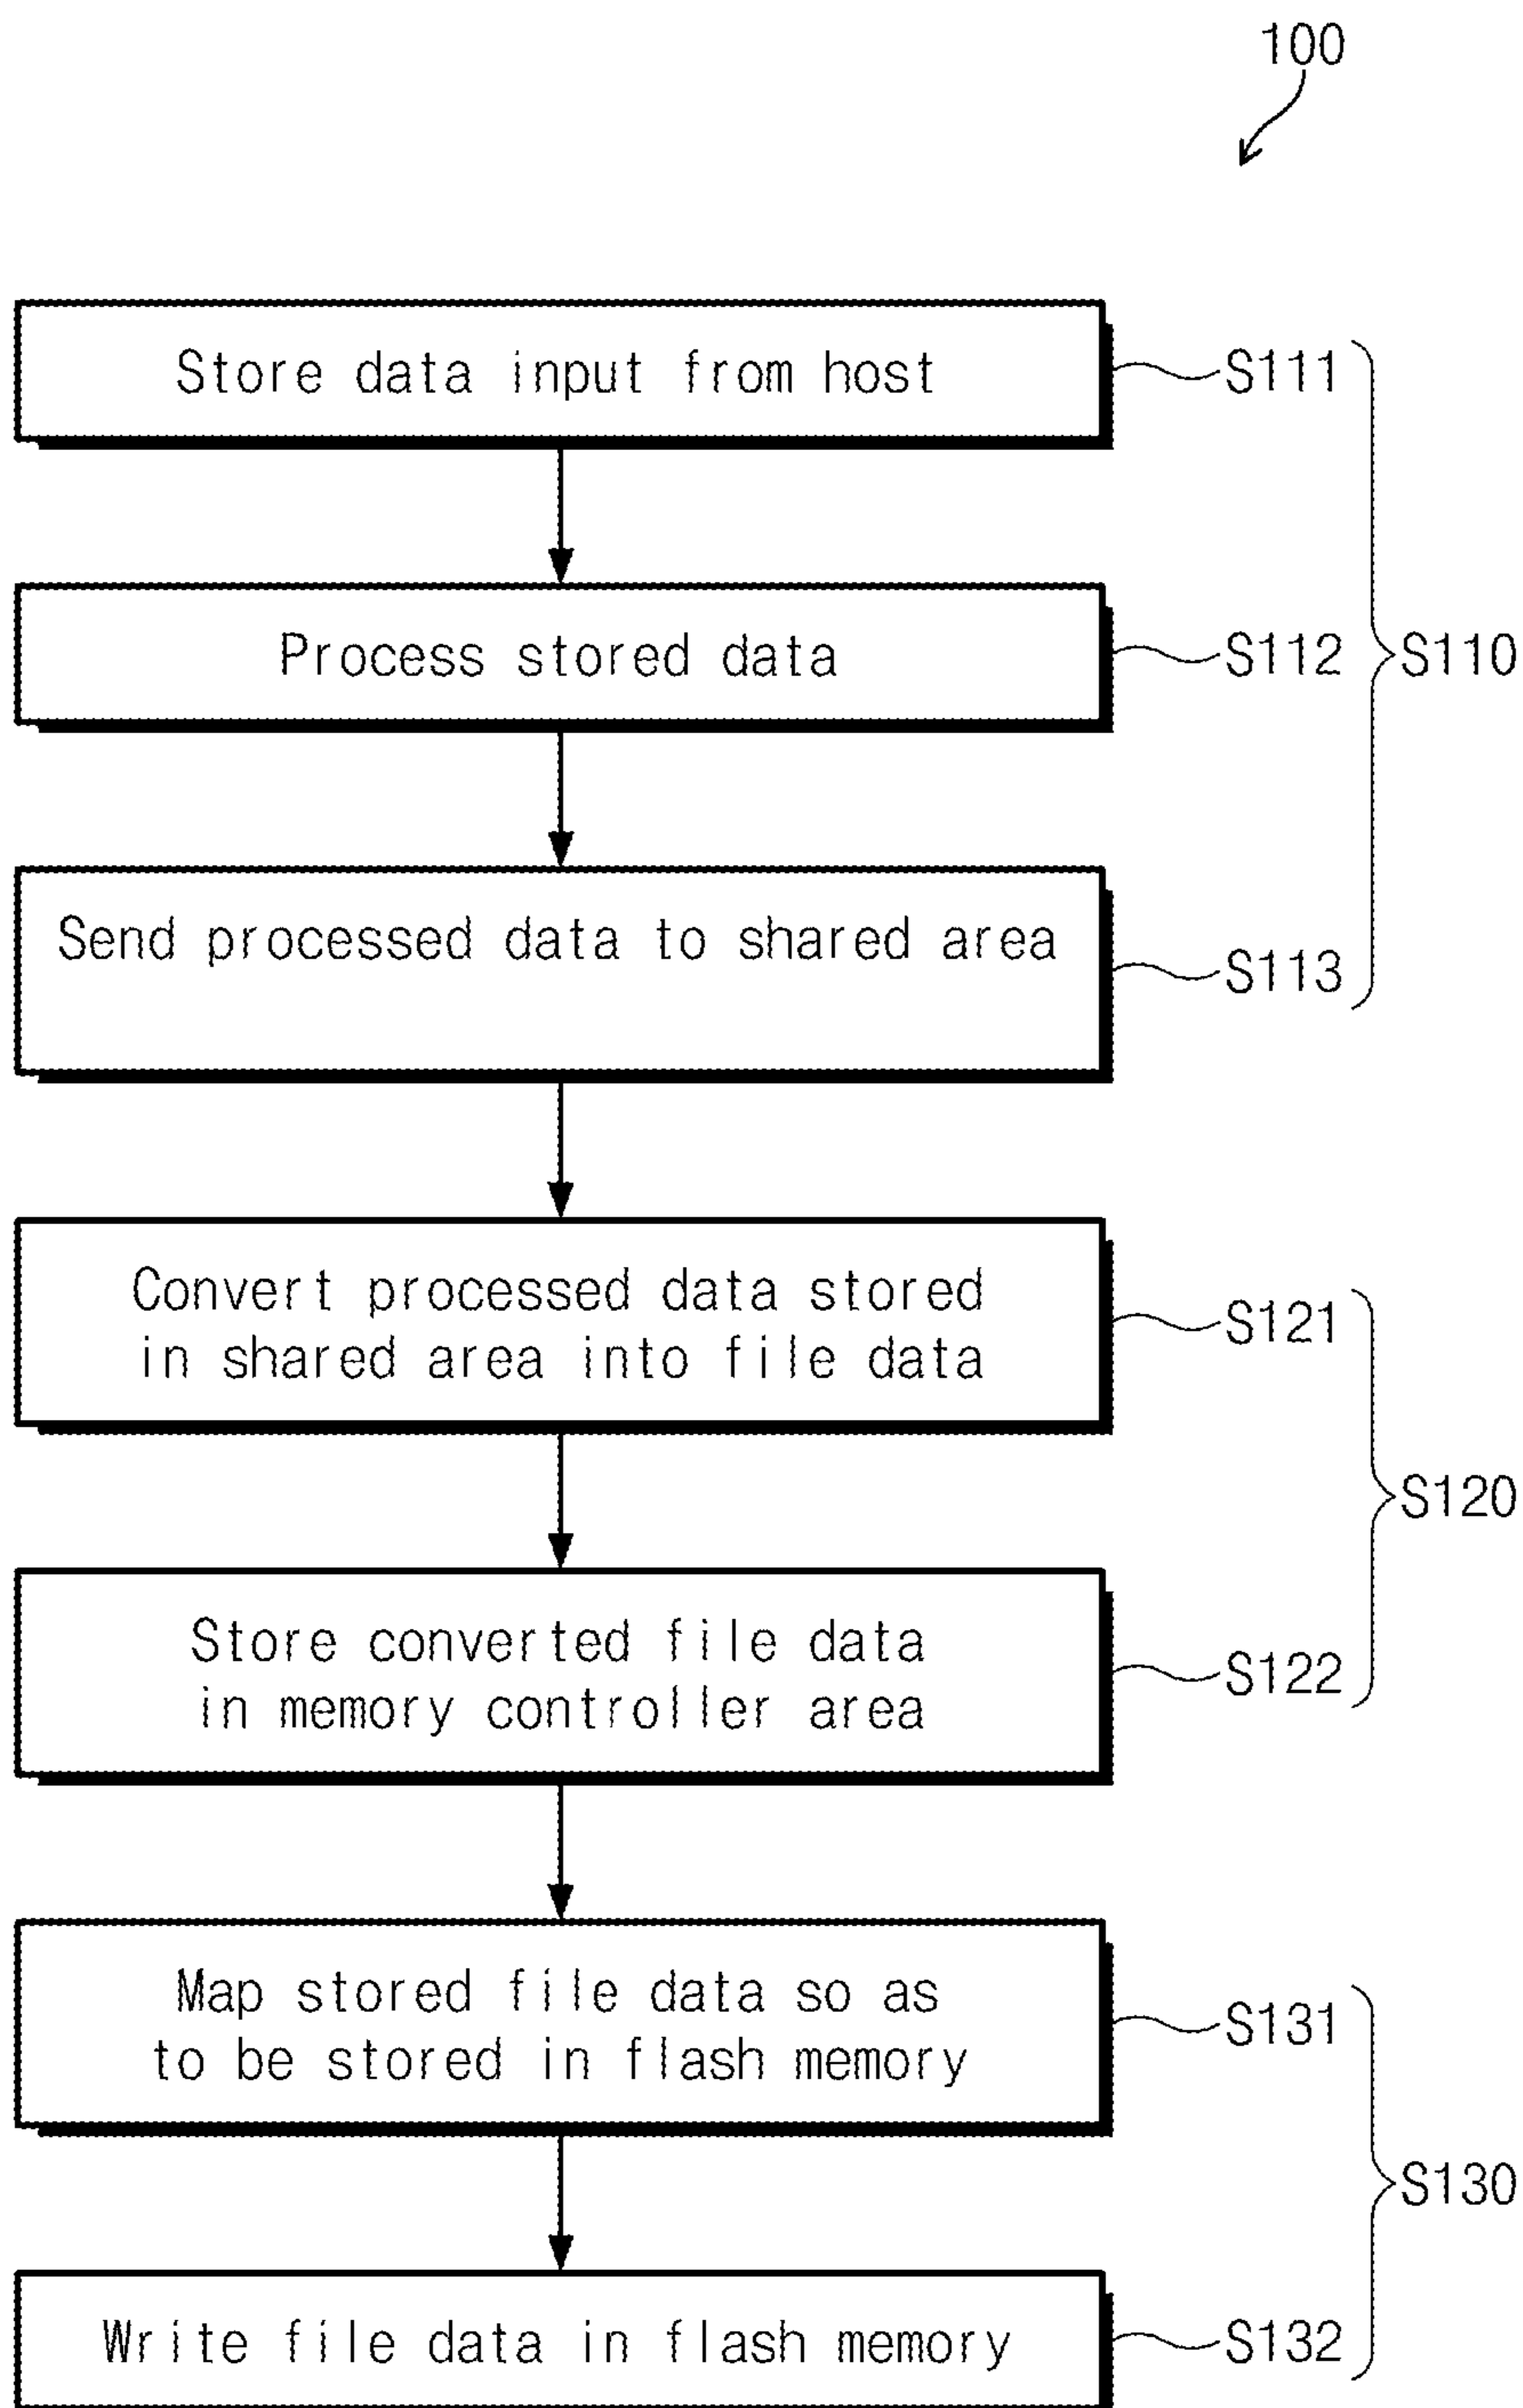 100
Store data input from host
S111
Process stored data
S112
S110
Send processed data to shared area
S113
Convert processed data stored
in shared area into file data
S121
S120
Store converted file data
in memory controller area
S122
Map stored file data so as
to be stored in flash memory
S131
S130
Write file data in flash memory
S132